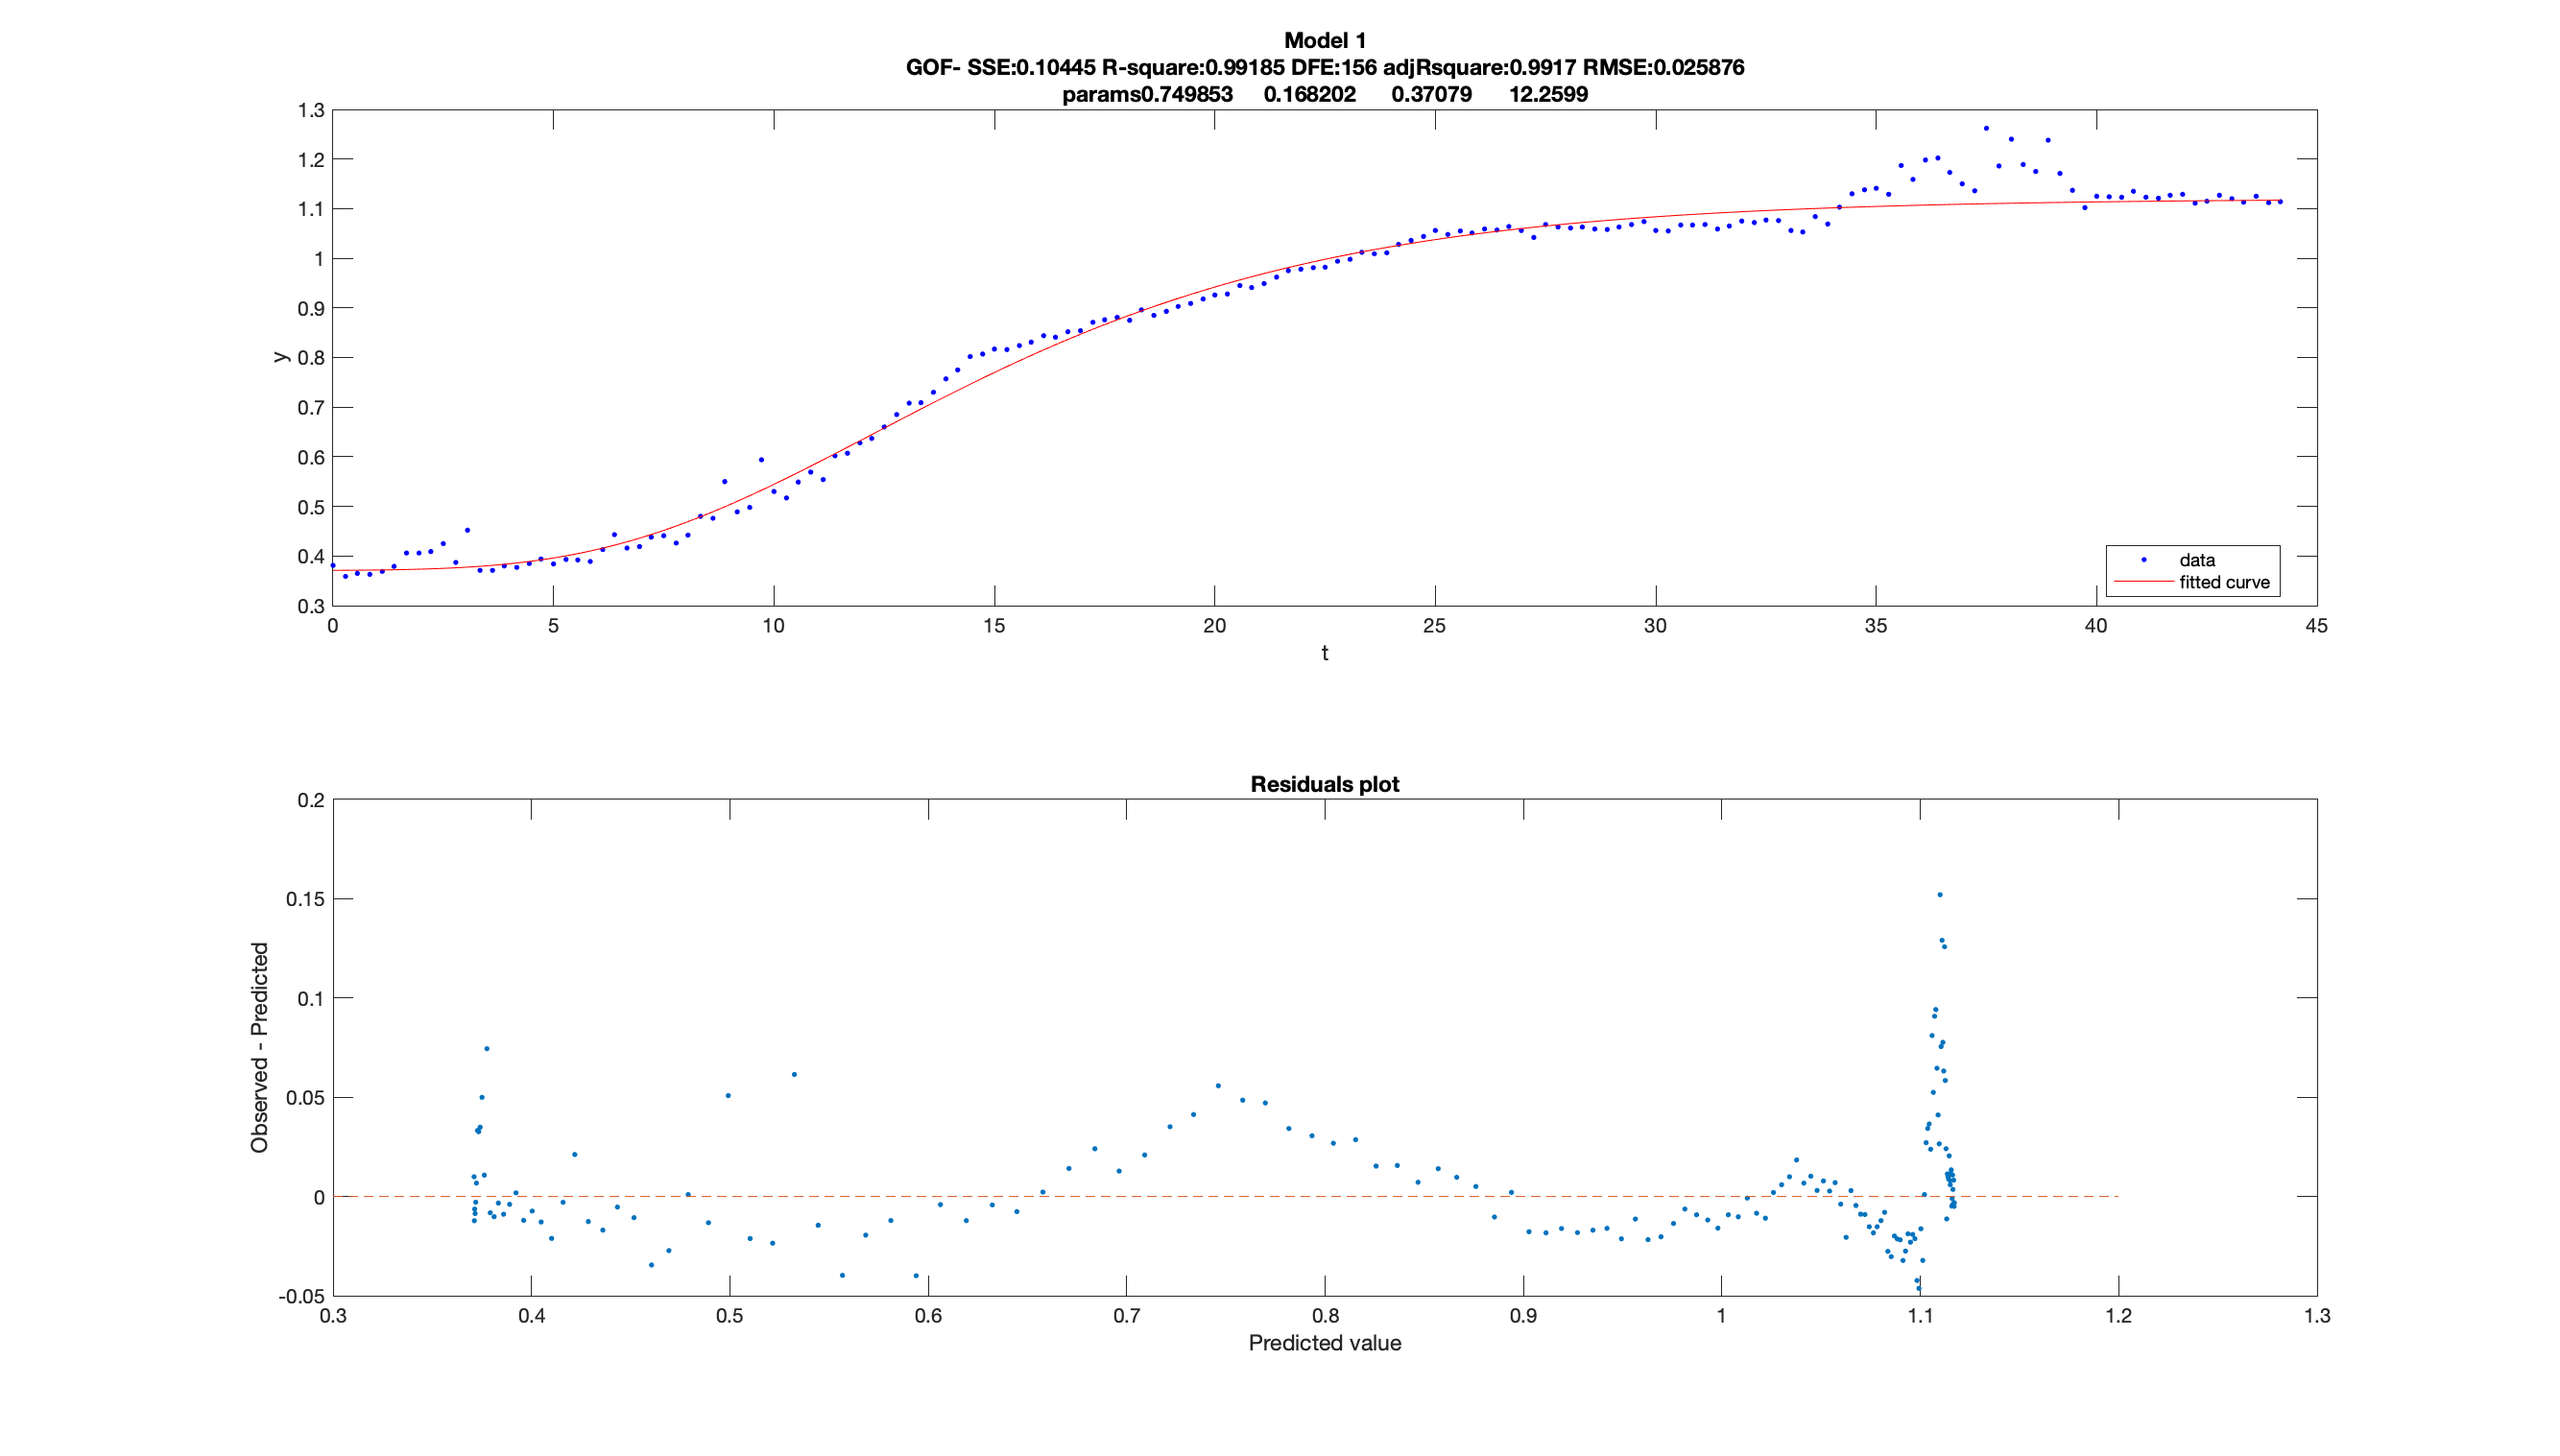 Model 1
GOF- SSE:0.10445 R-square:0.99185 DFE:156 adjRsquare:0.9917 RMSE:0.025876
params0.749853 0.168202 0.37079 12.2599
1.3
1.2
1.1
1
0.9
0.8
0.7
0.6
0.5
0.4
0.3
y
data
fitted curve
0 5 10 15 20 25 30 35 40 45
t
Residuals plot
0.2
0.15
0.1
0.05
0
-0.05
Observed - Predicted
0.3 0.4 0.5 0.6 0.7 0.8 0.9 1 1.1 1.2 1.3
Predicted value